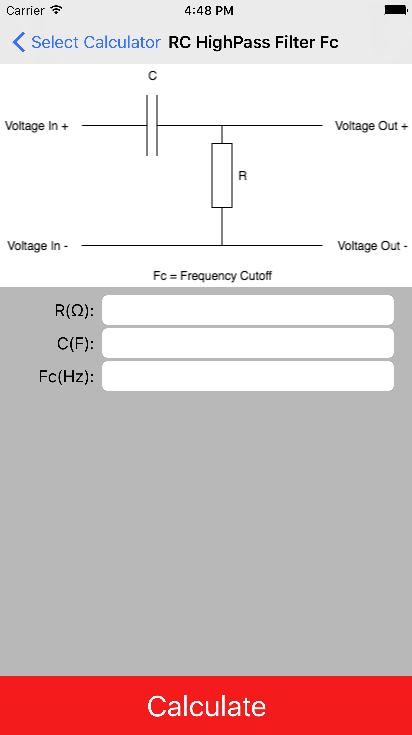 Carrier 4:48 PM
Select Calculator RC HighPass Filter Fc
C
Voltage In + Voltage Out +
R
Voltage In - Voltage Out -
Fc = Frequency Cutoff
R(Ω):
C(F):
Fc(Hz):
Calculate